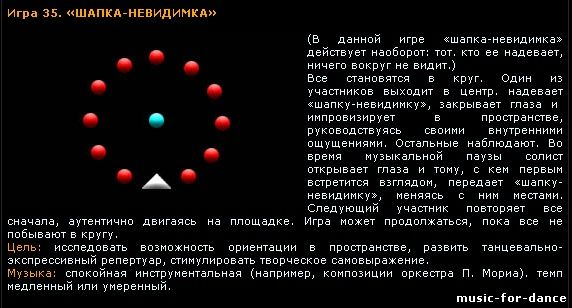 Игра 35. «ШАПКА-НЕВИДИМКА»
(В данной игре «шапка-невидимка»
действует наоборот: тот. кто ее надевает,
ничего вокруг не видит.)
Все становятся в круг. Один из
участников выходит в центр. надевает
«шапку-невидимку», закрывает глаза и
импровизирует в пространстве,
руководствуясь своими внутренними
ощущениями. Остальные наблюдают. Во
время музыкальной паузы солист
открывает глаза и тому, с кем первым
встретится взглядом, передает «шапку-
невидимку», меняясь с ним местами.
Следующий участник повторяет все
сначала, аутентично двигаясь на площадке. Игра может продолжаться, пока все не
побывают в кругу.
Цель: исследовать возможность ориентации в пространстве, развить танцевально-
экспрессивный репертуар, стимулировать творческое самовыражение.
Музыка: спокойная инструментальная (например, композиции оркестра П. Мориа). темп
медленный или умеренный.
music-for-dance